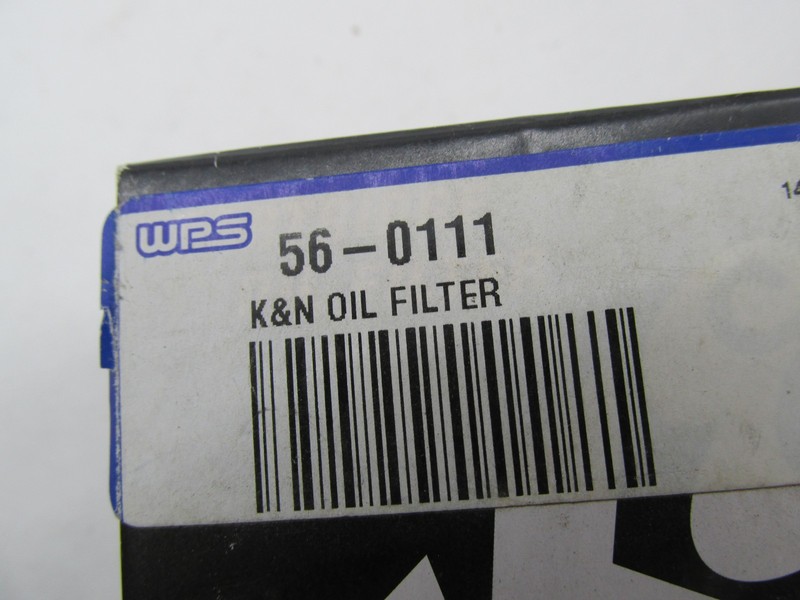 WPS 56-0111
K&N OIL FILTER